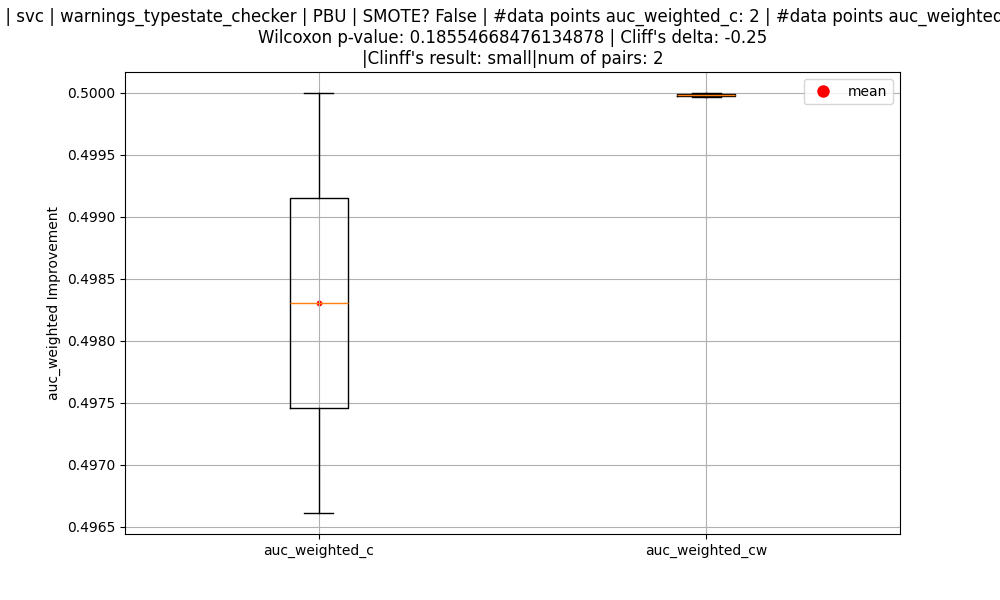 | svc | warnings_typestate_checker | PBU | SMOTE? False | #data points auc_weighted_c: 2 | #data points auc_weighted
Wilcoxon p-value: 0.18554668476134878 | Cliff's delta: -0.25
|Clinff's result: small|num of pairs: 2
mean
0.5000
0.4995
0.4990
0.4985
0.4980
0.4975
0.4970
0.4965
auc_weighted Improvement
auc_weighted_c
auc_weighted_cw